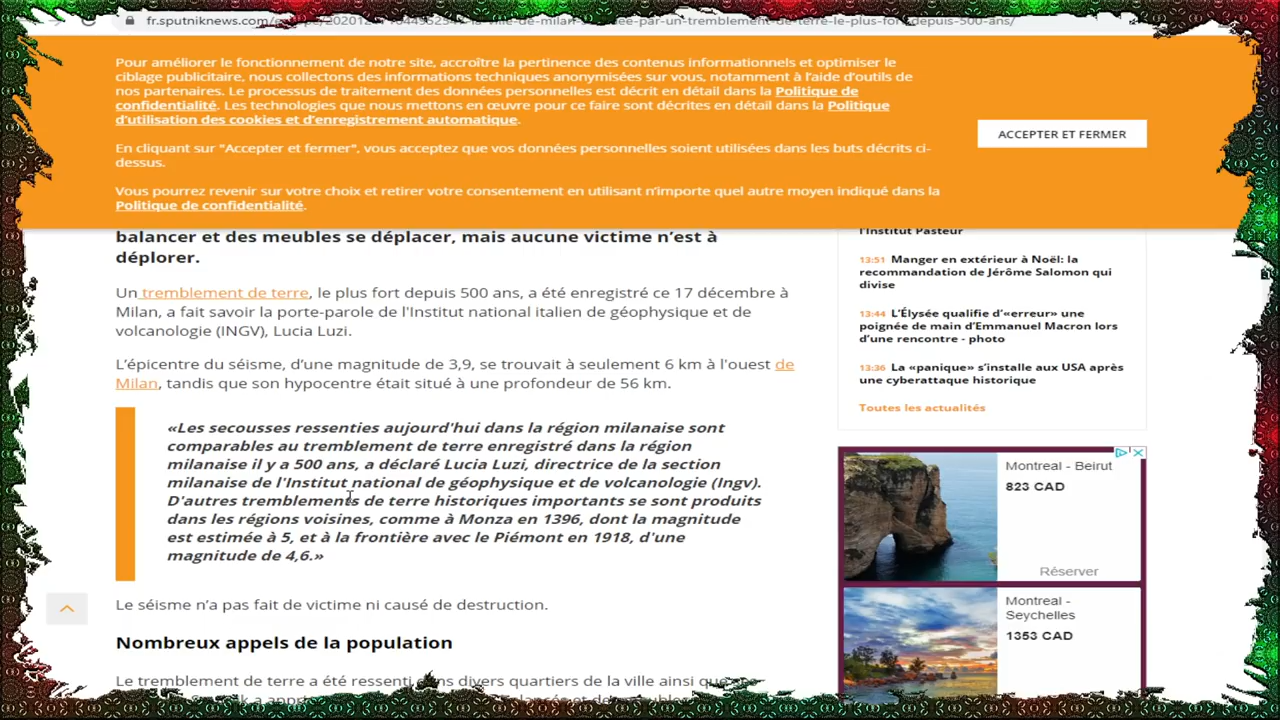 fr.sputniknews.com/
-tremblement-de-terre-le-plus-fort-depuis-500-ans/
Pour améliorer le fonctionnement de notre site, accroître la pertinence des contenus informationnels et optimiser le
ciblage publicitaire, nous collectons des informations techniques anonymisées sur vous, notamment à l'aide d'outils de
nos partenaires. Le processus de traitement des données personnelles est décrit en détail dans la Politique de
confidentialité. Les technologies que nous mettons en œuvre pour ce faire sont décrites en détail dans la Politique
d'utilisation des cookies et d'enregistrement automatique.
En cliquant sur "Accepter et fermer", vous acceptez que vos données personnelles soient utilisées dans les buts décrits ci-
dessus.
Vous pourrez revenir sur votre choix et retirer votre consentement en utilisant n'importe quel autre moyen indiqué dans la
Politique de confidentialité.
ACCEPTER ET FERMER
balancer et des meubles se déplacer, mais aucune victime n'est à
déplorer.
Un tremblement de terre, le plus fort depuis 500 ans, a été enregistré ce 17 décembre à
Milan, a fait savoir la porte-parole de l'Institut national italien de géophysique et de
volcanologie (INGV), Lucia Luzi.
L'épicentre du séisme, d'une magnitude de 3,9, se trouvait à seulement 6 km à l'ouest de
Milan, tandis que son hypocentre était situé à une profondeur de 56 km.
«Les secousses ressenties aujourd'hui dans la région milanaise sont
comparables au tremblement de terre enregistré dans la région
milanaise il y a 500 ans, a déclaré Lucia Luzi, directrice de la section
milanaise de l'Institut national de géophysique et de volcanologie (Ingv).
D'autres tremblements de terre historiques importants se sont produits
dans les régions voisines, comme à Monza en 1396, dont la magnitude
est estimée à 5, et à la frontière avec le Piémont en 1918, d'une
magnitude de 4,6.»
Le séisme n'a pas fait de victime ni causé de destruction.
Nombreux appels de la population
Le tremblement de terre a été ressenti dans divers quartiers de la ville ainsi que
l'Institut Pasteur
13:51 Manger en extérieur à Noël: la
recommandation de Jérôme Salomon qui
divise
13:44 L'Élysée qualifie d'«erreur» une
poignée de main d'Emmanuel Macron lors
d'une rencontre - photo
13:36 La «panique» s'installe aux USA après
une cyberattaque historique
Toutes les actualités
Montreal - Beirut
823 CAD
Réserver
Montreal -
Seychelles
1353 CAD